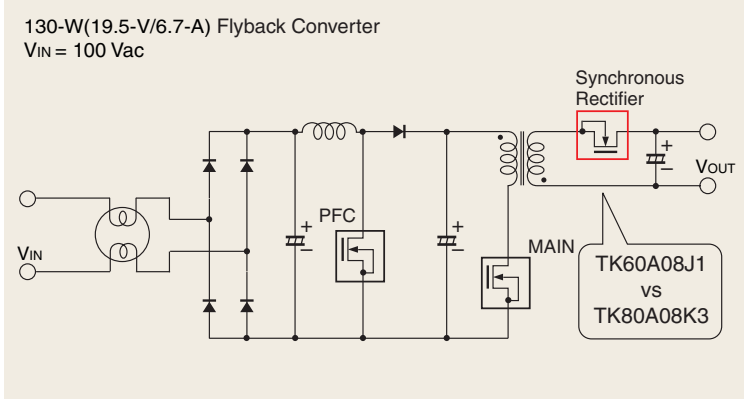 130-W(19.5-V/6.7-A) Flyback Converter
VIN = 100 Vac
Synchronous
Rectifier
+
VOUT
−
PFC
+
−
+
−
MAIN
VIN
TK60A08J1
vs
TK80A08K3